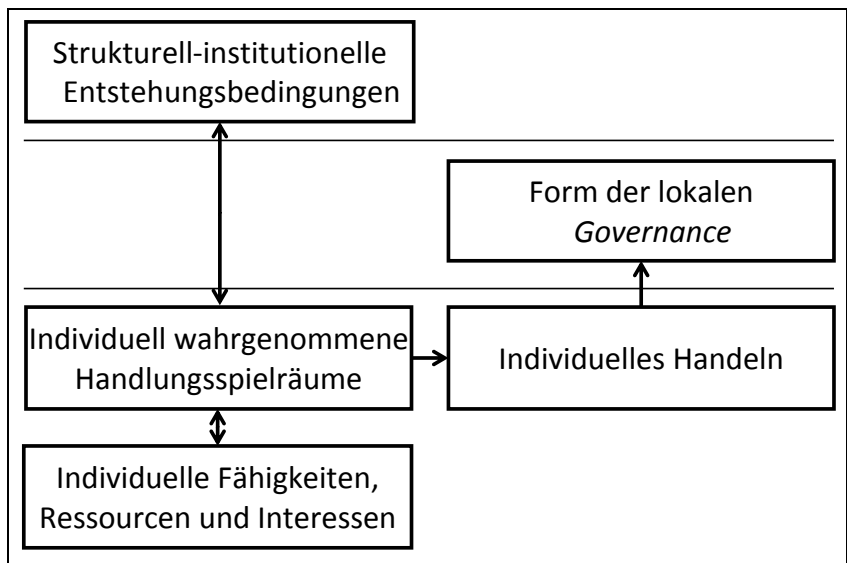 Strukturell-institutionelle
Entstehungsbedingungen
Form der lokalen
Governance
Individuell wahrgenommene
Handlungsspielräume
Individuelles Handeln
Individuelle Fähigkeiten,
Ressourcen und Interessen